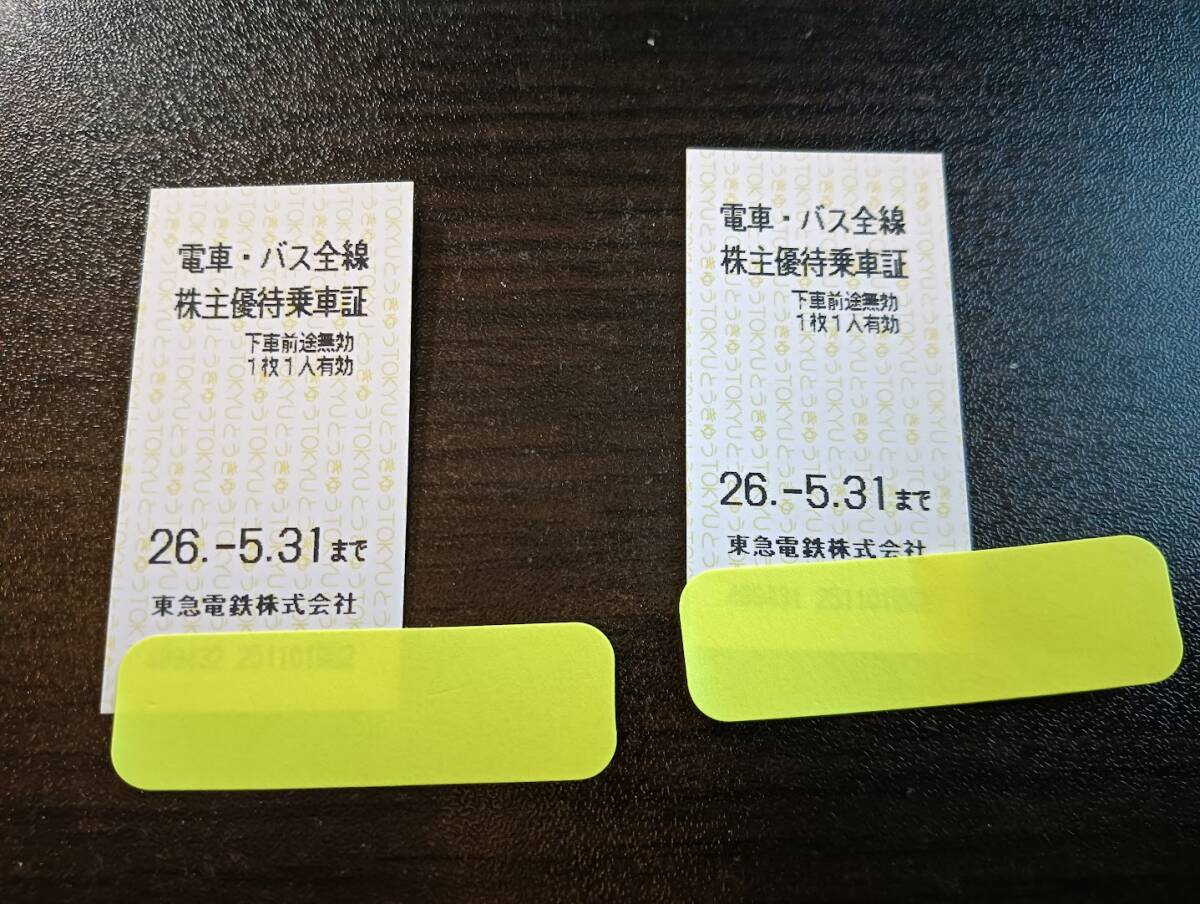 電車・バス全線
株主優待乗車証
下車前途無効
1枚1人有効
26.-5.31まで
東急電鉄株式会社
電車・バス全線
株主優待乗車証
下車前途無効
1枚1人有効
26.-5.31まで
東急電鉄株式会社